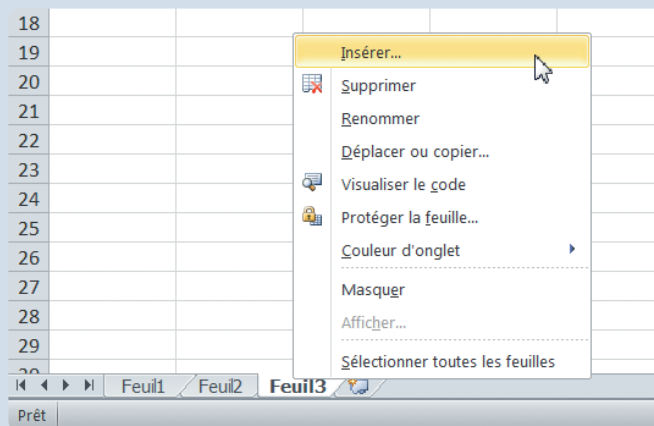 18
19
20
21
22
23
24
25
26
27
28
29
Insérer...
Supprimer
Renommer
Déplacer ou copier...
Visualiser le code
Protéger la feuille...
Couleur d'onglet
Masquer
Afficher...
Sélectionner toutes les feuilles
Feuil1 Feuil2 Feuil3
Prêt